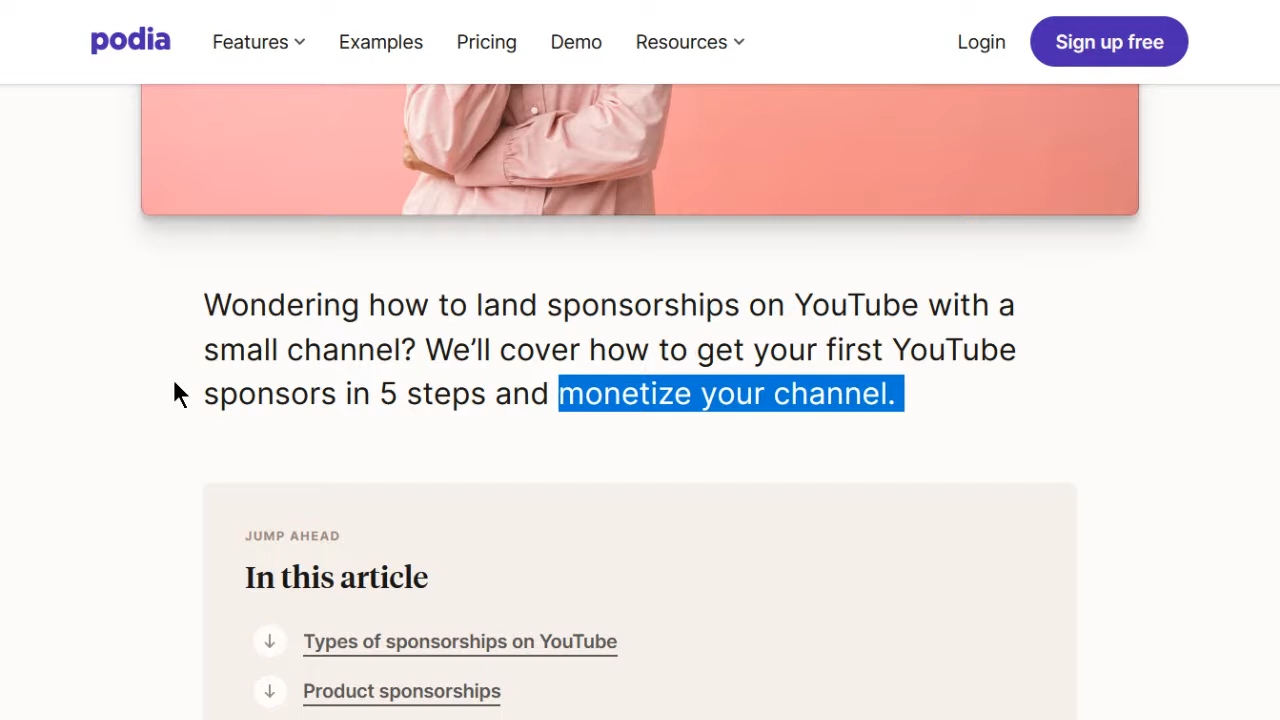 podia
Features
Examples
Pricing
Demo
Resources
Login
Sign up free
Wondering how to land sponsorships on YouTube with a
small channel? We’ll cover how to get your first YouTube
sponsors in 5 steps and monetize your channel.
JUMP AHEAD
In this article
Types of sponsorships on YouTube
Product sponsorships